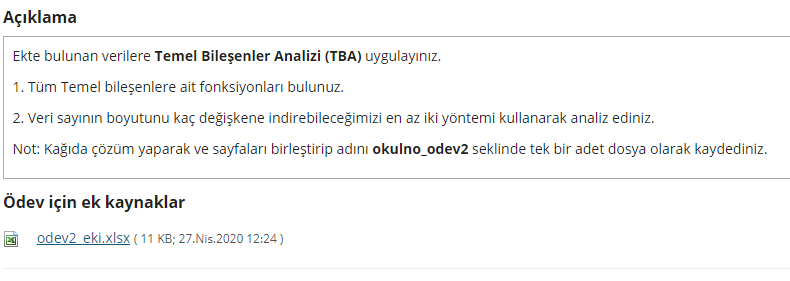 Açıklama
Ekte bulunan verilere Temel Bileşenler Analizi (TBA) uygulayınız.
1. Tüm Temel bileşenlere ait fonksiyonları bulunuz.
2. Veri sayının boyutunu kaç değişkene indirebileceğimizi en az iki yöntemi kullanarak analiz ediniz.
Not: Kağıda çözüm yaparak ve sayfaları birleştirip adını okulno_odev2 seklinde tek bir adet dosya olarak kaydediniz.
Ödev için ek kaynaklar
odev2_eki.xlsx ( 11 KB; 27.Nis.2020 12:24 )